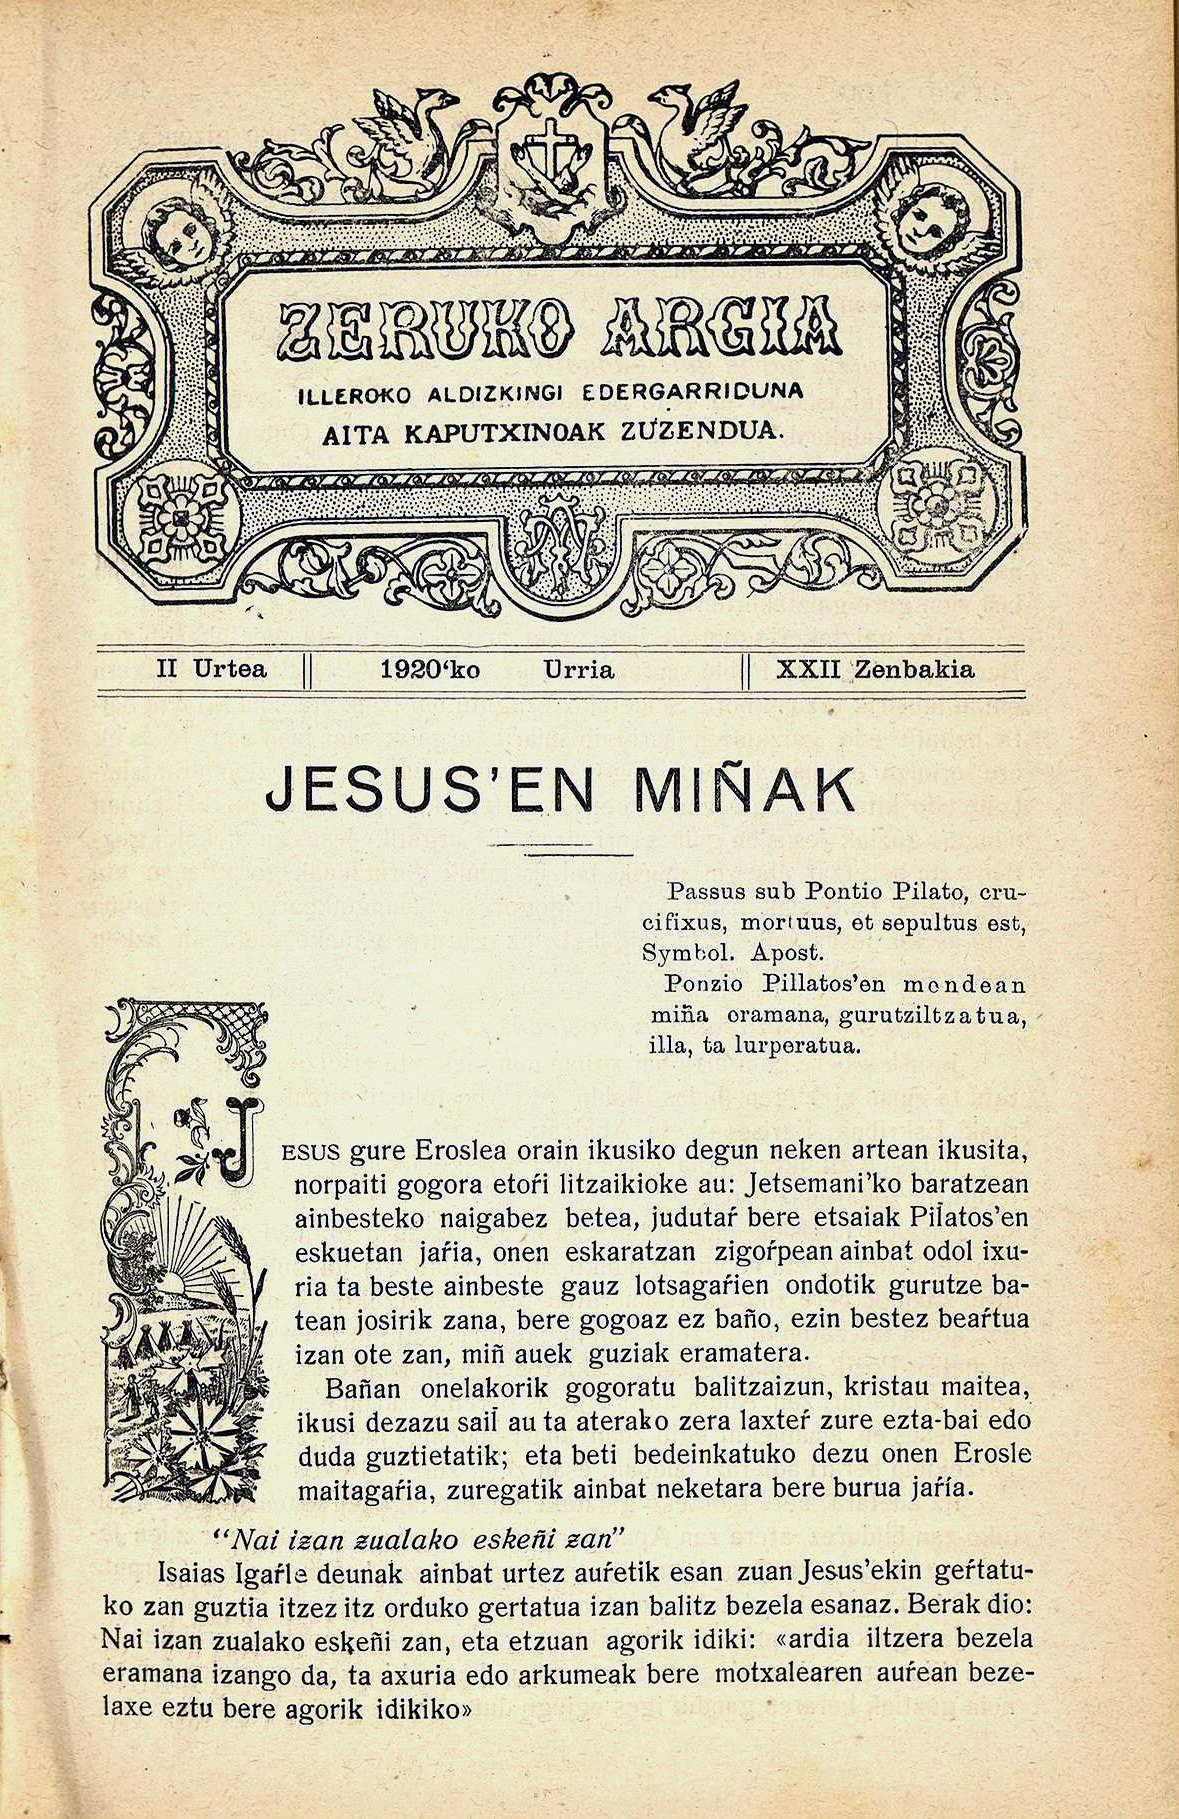 ZERUKO ARGIA
ILLEROKO ALDIZKINGI EDERGARRIDUNA
AITA KAPUTXINOAK ZUZENDUA.
II Urtea 1920‘ko Urria XXII Zenbakia
JESUS’EN MIÑAK
Passus sub Pontio Pilato, cru-
cifixus, mortuus, et sepultus est,
Symbol. Apost.
Ponzio Pillatos’en mendean
miña eramana, gurutziltzatua,
illa, ta lurperatua.
JESUS gure Eroslea orain ikusiko degun neken artean ikusita,
norpaiti gogora etoŕi litzaikioke au: Jetsemani’ko baratzean
ainbesteko naigabez betea, judutaŕ bere etsaiak Pil̄atos’en
eskuetan jaŕia, onen eskaratzan zigoŕpean ainbat odol ixu-
ria ta beste ainbeste gauz lotsagaŕien ondotik gurutze ba-
tean josirik zana, bere gogoaz ez baño, ezin bestez beaŕtua
izan ote zan, miñ auek guziak eramatera.
Bañan onelakorik gogoratu balitzaizun, kristau maitea,
ikusi dezazu sail̄ au ta aterako zera laxteŕ zure ezta-bai edo
duda guztietatik; eta beti bedeinkatuko dezu onen Erosle
maitagaŕia, zuregatik ainbat neketara bere burua jaŕía.
“Nai izan zualako eskeñi zan”
Isaias Igaŕle deunak ainbat urtez auŕetik esan zuan Jesus’ekin geŕtatu-
ko zan guztia itzez itz orduko gertatua izan balitz bezela esanaz. Berak dio:
Nai izan zualako eskeñi zan, eta etzuan agorik idiki: «ardia iltzera bezela
eramana izango da, ta axuria edo arkumeak bere motxalearen auŕean beze-
laxe eztu bere agorik idikiko»